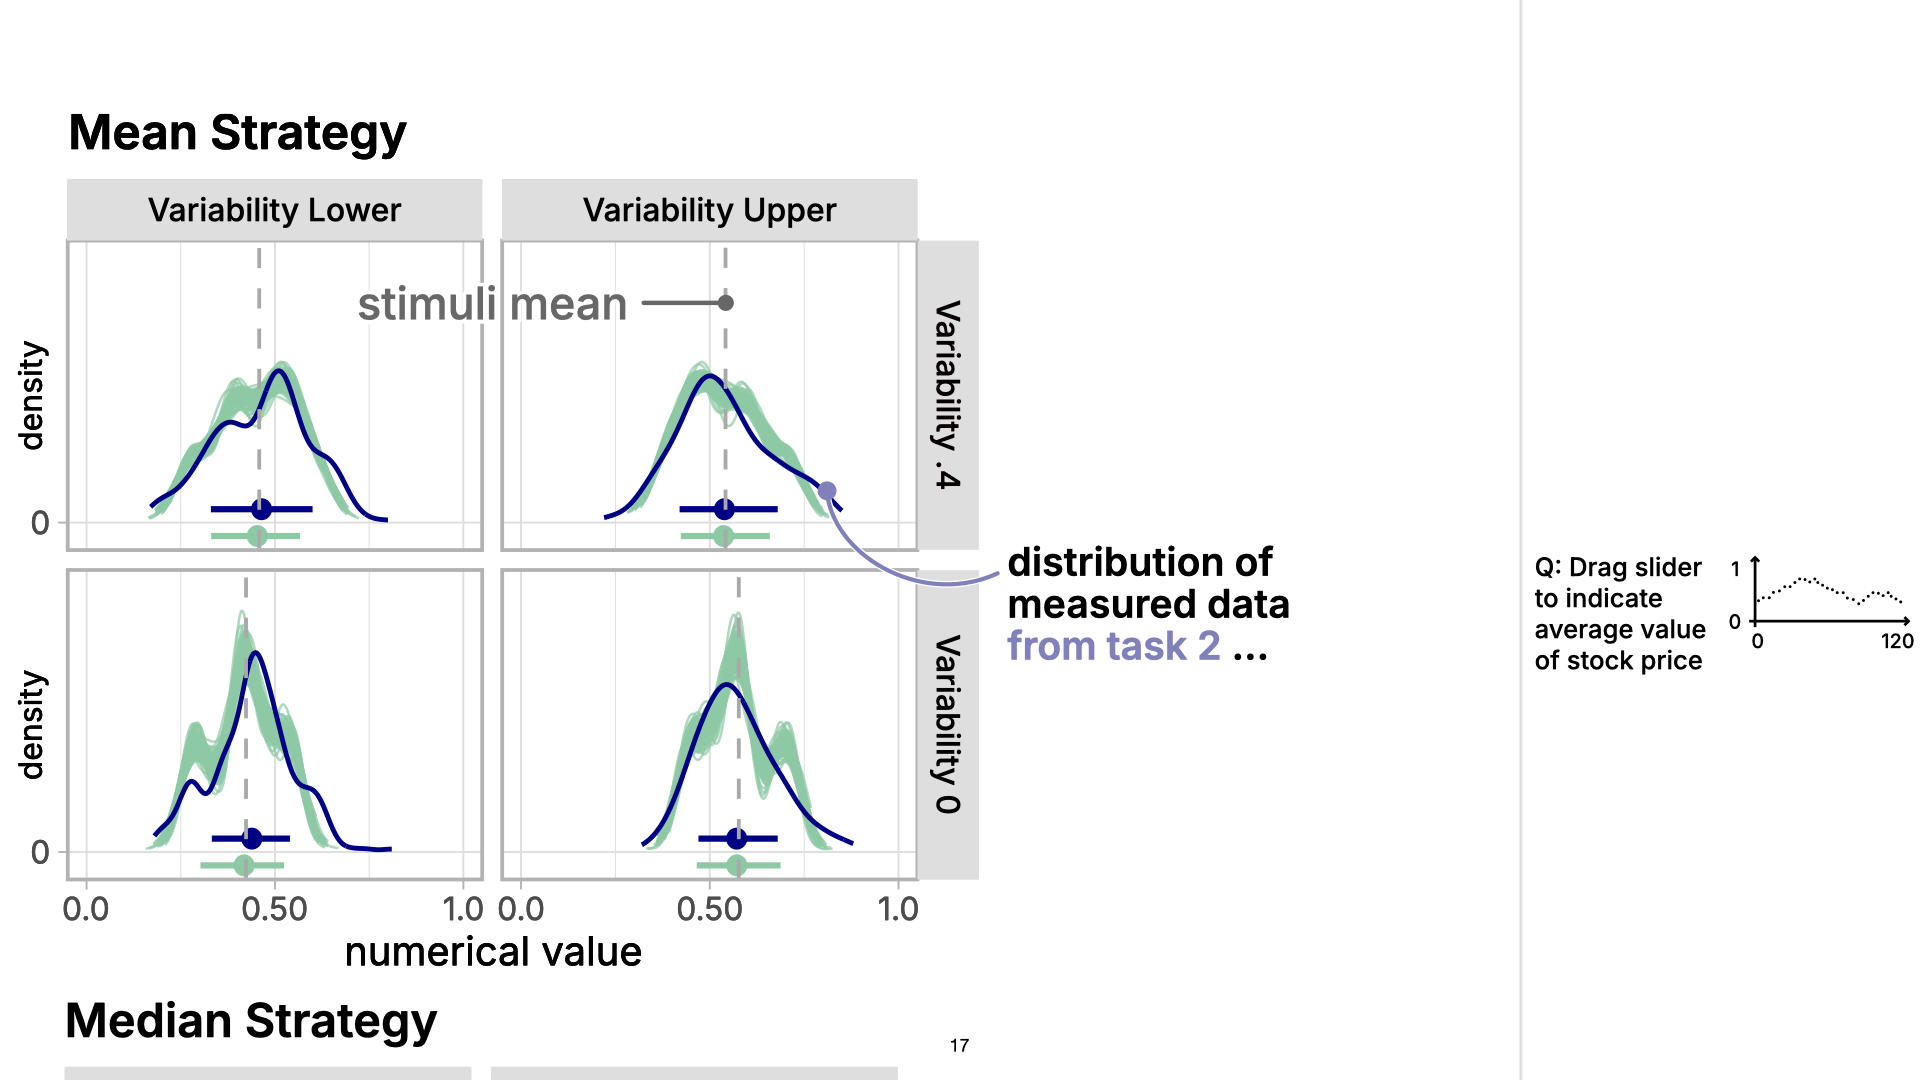 Mean Strategy
Variability Lower
Variability Upper
stimuli mean
Variability .4
density
0
distribution of
measured data
from task 2 ...
Variability 0
density
0
0.0 0.50 1.0 0.0 0.50 1.0
numerical value
Median Strategy
17
Q: Drag slider
to indicate
average value
of stock price
1
0
0 120